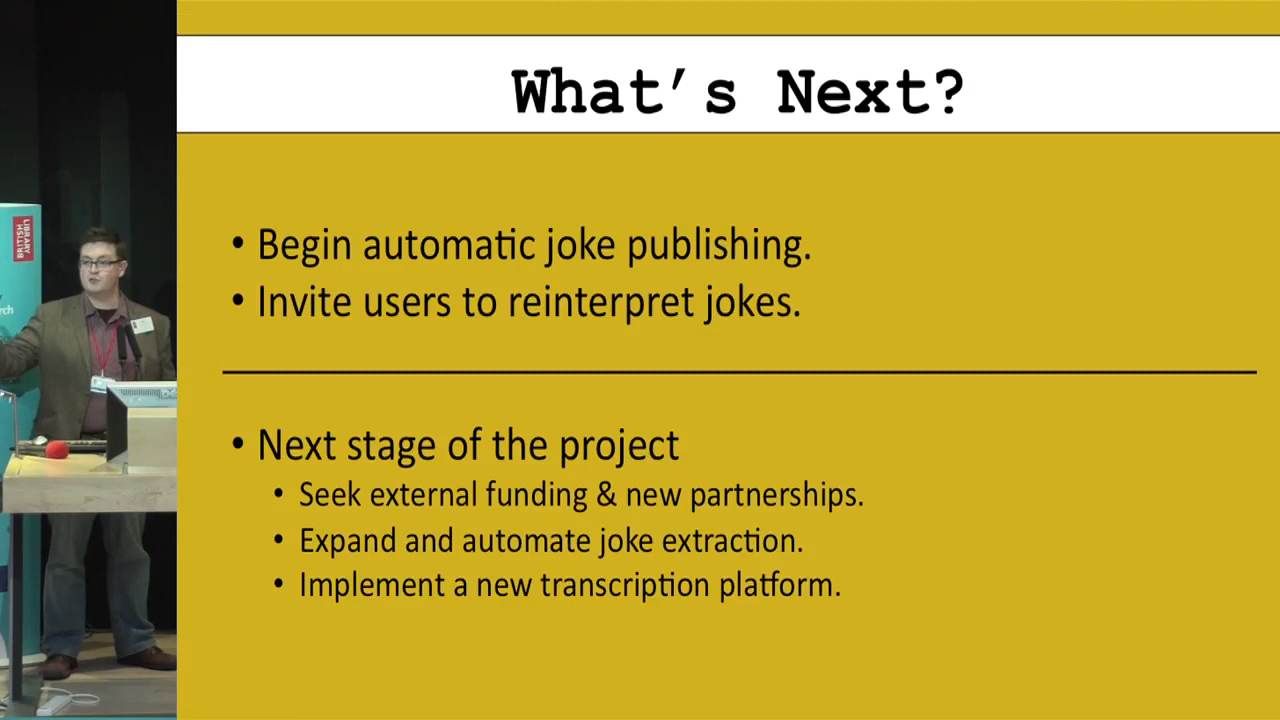 What's Next?
• Begin automatic joke publishing.
• Invite users to reinterpret jokes.
• Next stage of the project
• Seek external funding & new partnerships.
• Expand and automate joke extraction.
• Implement a new transcription platform.
LIBRARY
BRITISH